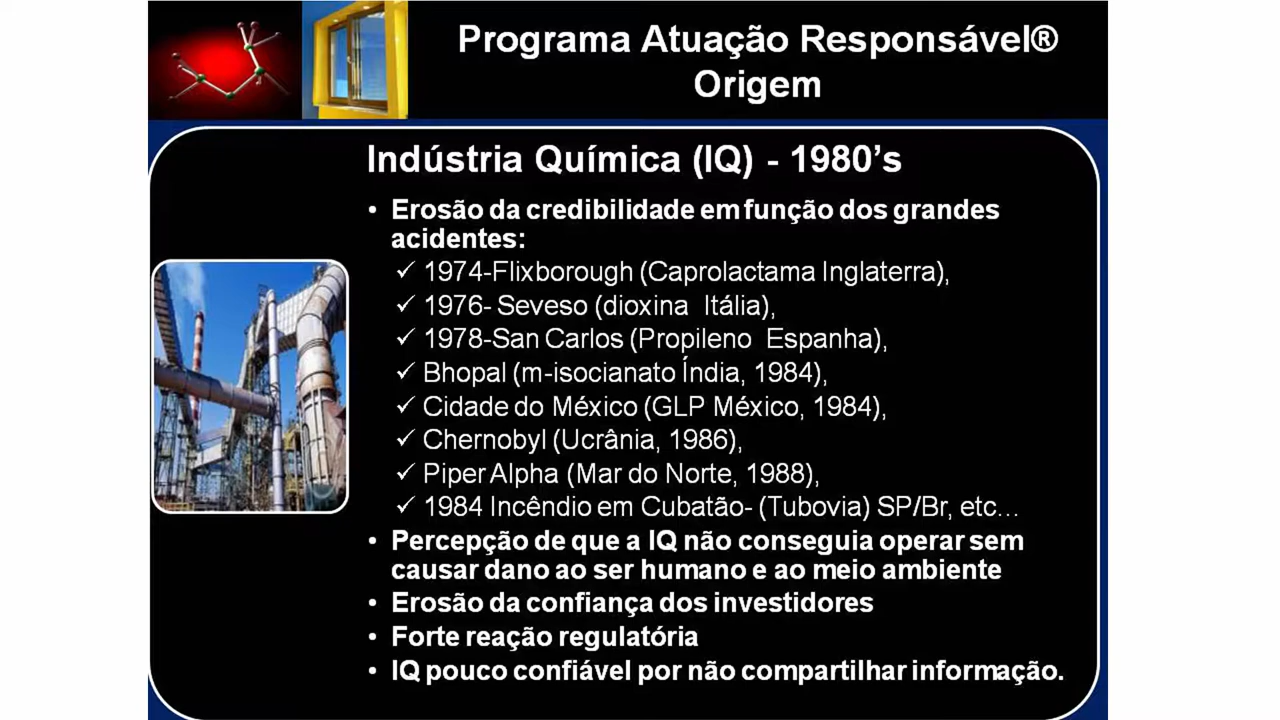 Programa Atuação Responsável®
Origem
Indústria Química (IQ) - 1980’s
• Erosão da credibilidade em função dos grandes
acidentes:
✓ 1974-Flixborough (Caprolactama Inglaterra),
✓ 1976- Seveso (dioxina Itália),
✓ 1978-San Carlos (Propileno Espanha),
✓ Bhopal (m-isocianato Índia, 1984),
✓ Cidade do México (GLP México, 1984),
✓ Chernobyl (Ucrânia, 1986),
✓ Piper Alpha (Mar do Norte, 1988),
✓ 1984 Incêndio em Cubatão- (Tubovia) SP/Br, etc...
• Percepção de que a IQ não conseguia operar sem
causar dano ao ser humano e ao meio ambiente
• Erosão da confiança dos investidores
• Forte reação regulatória
• IQ pouco confiável por não compartilhar informação.